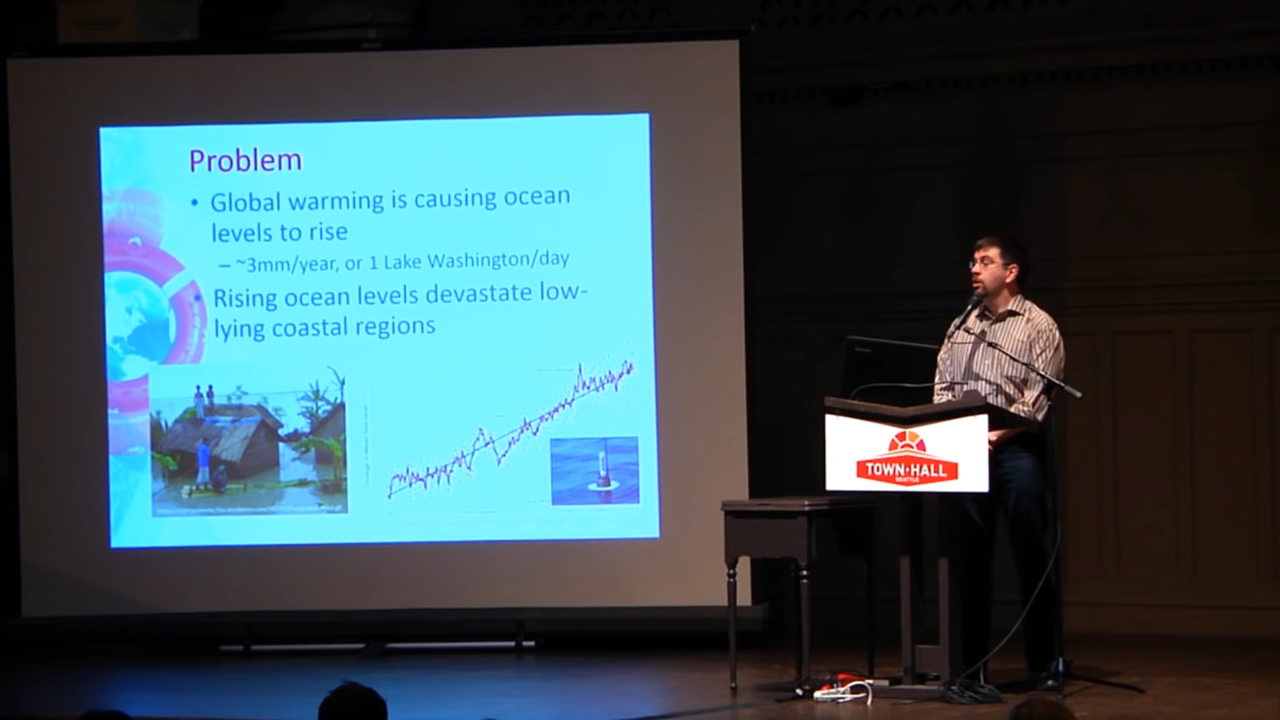 Problem
• Global warming is causing ocean
levels to rise
– ~3mm/year, or 1 Lake Washington/day
• Rising ocean levels devastate low-
lying coastal regions
TOWN·HALL
SEATTLE